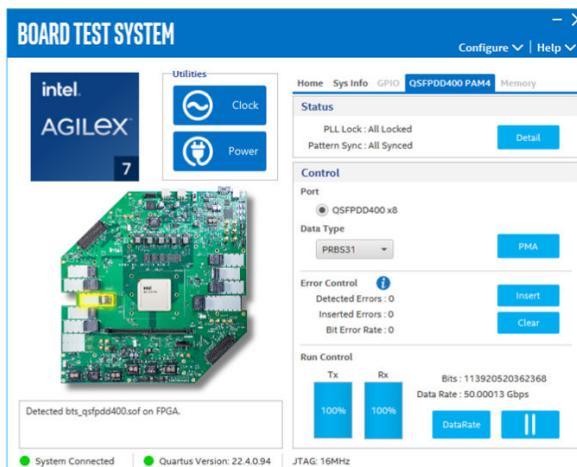 BOARD TEST SYSTEM
Configure | Help
intel.
AGILEX
7
Utilities
Clock
Power
Home Sys Info GPIO QSFPDD400 PAM4 Memory
Status
PLL Lock : All Locked
Pattern Sync : All Synced
Detail
Control
Port
QSFPDD400 x8
Data Type
PRBS31
PMA
Error Control
Detected Errors : 0
Inserted Errors : 0
Bit Error Rate : 0
Insert
Clear
Run Control
Tx Rx
100% 100%
Bits : 113920520362368
Data Rate : 50.00013 Gbps
DataRate
Detected bts_qsfpdd400.sof on FPGA.
System Connected Quartus Version: 22.4.0.94 JTAG: 16MHz